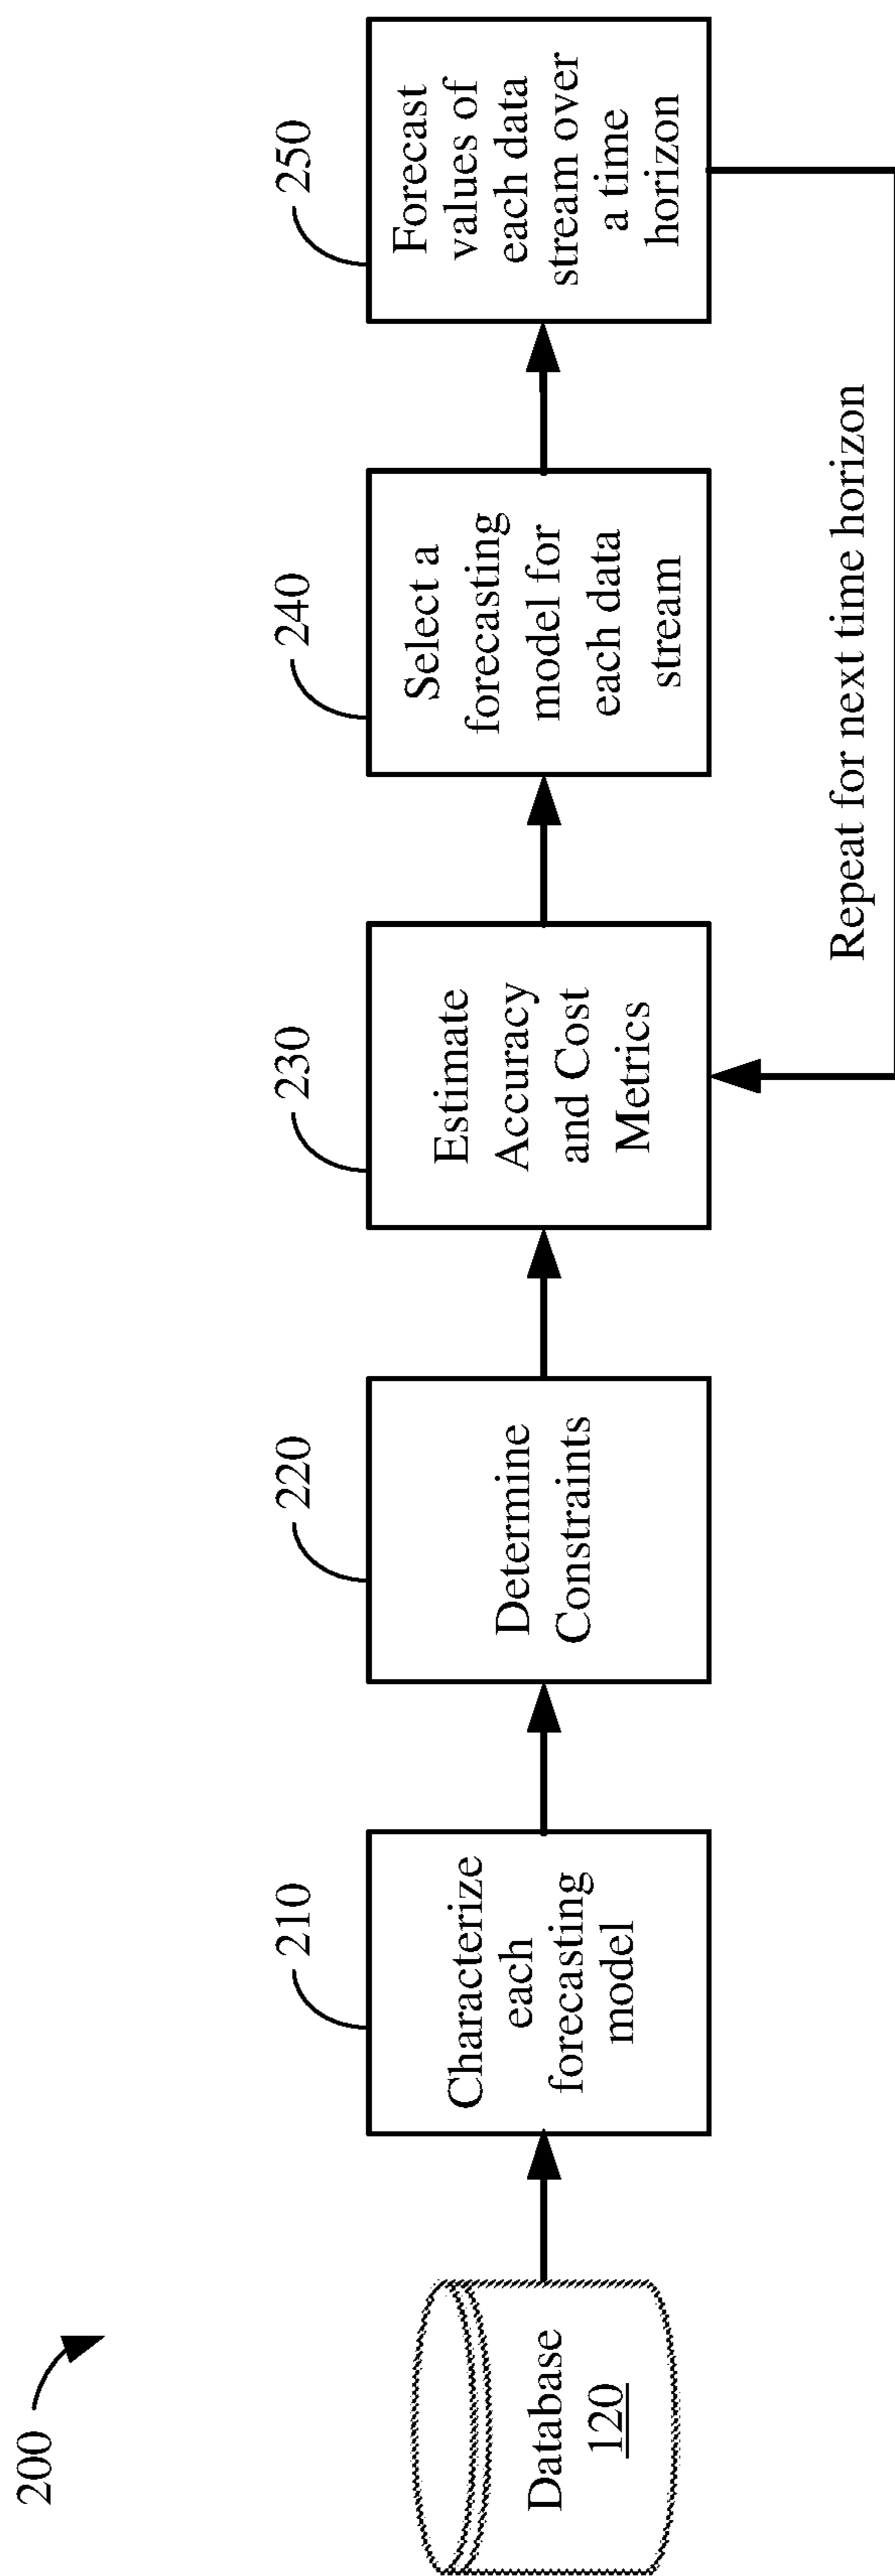 200
Database
120
210
Characterize
each
forecasting
model
220
Determine
Constraints
230
Estimate
Accuracy
and Cost
Metrics
240
Select a
forecasting
model for
each data
stream
250
Forecast
values of
each data
stream over
a time
horizon
Repeat for next time horizon